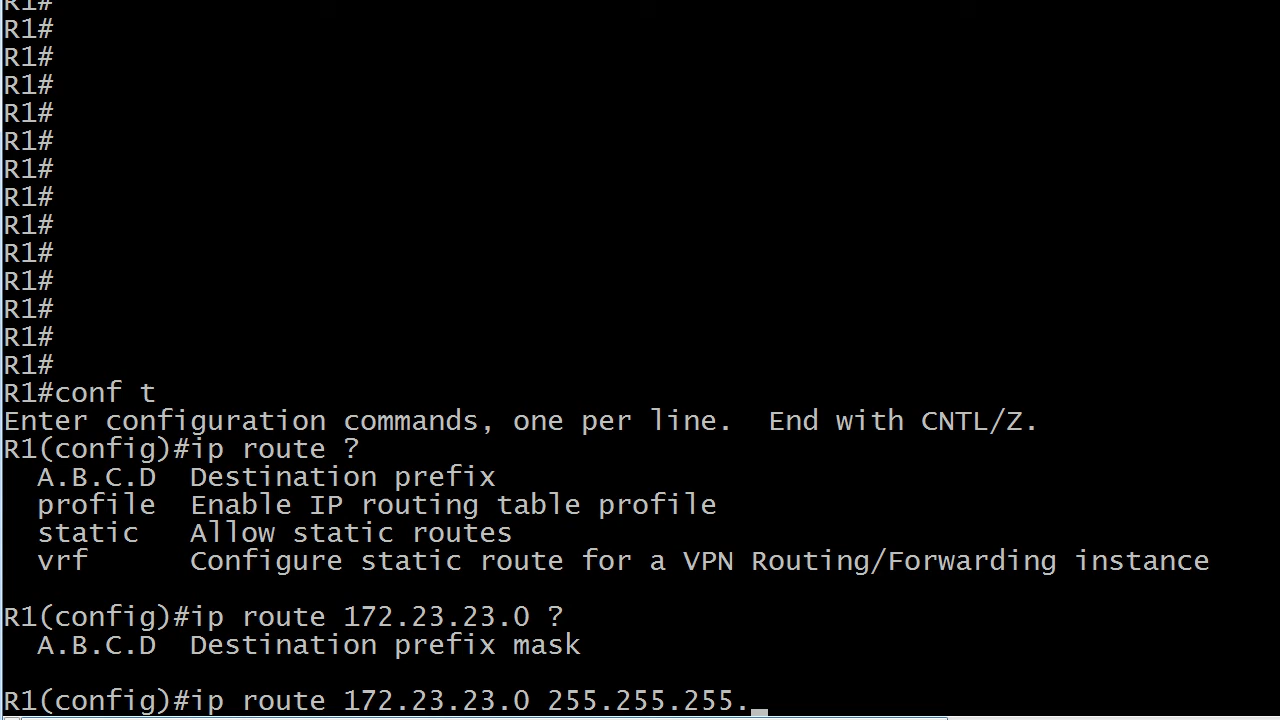 R1#
R1#
R1#
R1#
R1#
R1#
R1#
R1#
R1#
R1#
R1#
R1#
R1#
R1#
R1#conf t
Enter configuration commands, one per line.  End with CNTL/Z.
R1(config)#ip route ?
  A.B.C.D  Destination prefix
  profile  Enable IP routing table profile
  static   Allow static routes
  vrf      Configure static route for a VPN Routing/Forwarding instance

R1(config)#ip route 172.23.23.0 ?
  A.B.C.D  Destination prefix mask

R1(config)#ip route 172.23.23.0 255.255.255._